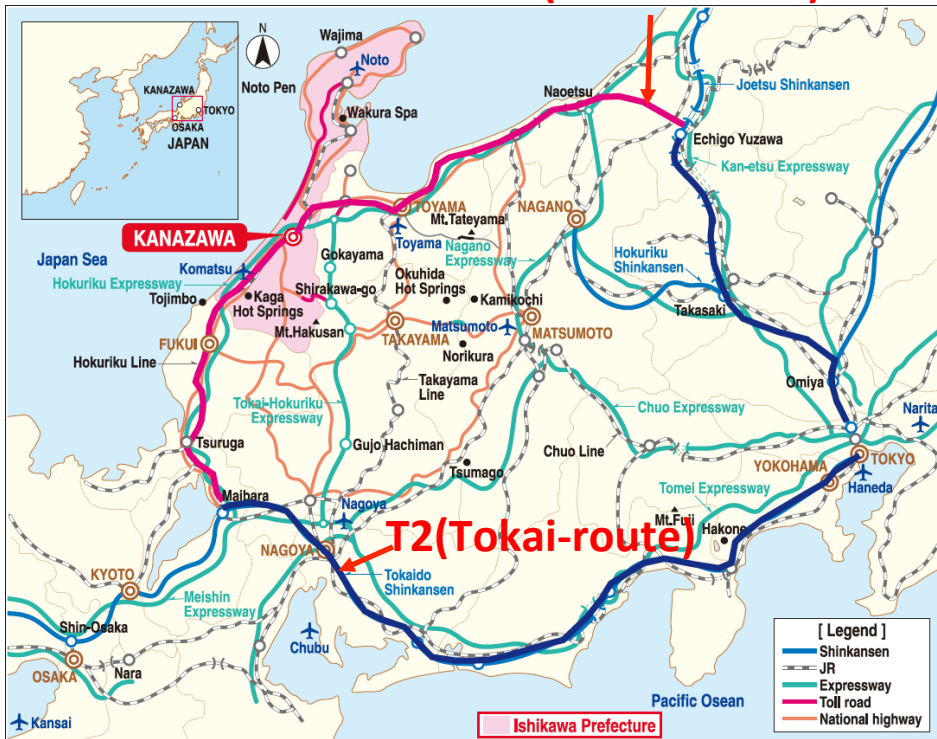 N
Wajima
Noto
Noto Pen
Wakura Spa
KANAZAWA
TOKYO
OSAKA
JAPAN
Naoetsu
Joetsu Shinkansen
Echigo Yuzawa
Kan-etsu Expressway
TOYAMA
NAGANO
Mt.Tateyama
KANAZAWA
Toyama
Nagano
Expressway
Japan Sea
Komatsu
Gokayama
Hokuriku
Shinkansen
Hokuriku Expressway
Okuhida
Hot Springs
Shirakawa-go
Kamikochi
Tojimbo
Kaga
Hot Springs
Takasaki
Mt.Hakusan
TAKAYAMA
Matsumoto
MATSUMOTO
FUKUI
Norikura
Hokuriku Line
Takayama
Line
Omiya
Tokai-Hokuriku
Expressway
Chuo Expressway
Narita
Tsuruga
Gujo Hachiman
Chuo Line
Tsumago
YOKOHAMA
TOKYO
Haneda
Maibara
Nagoya
Tomei Expressway
Mt.Fuji
Hakone
NAGOYA
T2(Tokai-route)
KYOTO
Tokaido
Shinkansen
Meishin
Expressway
Shin-Osaka
Chubu
OSAKA
Nara
[ Legend ]
Shinkansen
JR
Expressway
Toll road
National highway
Pacific Osean
Kansai
Ishikawa Prefecture